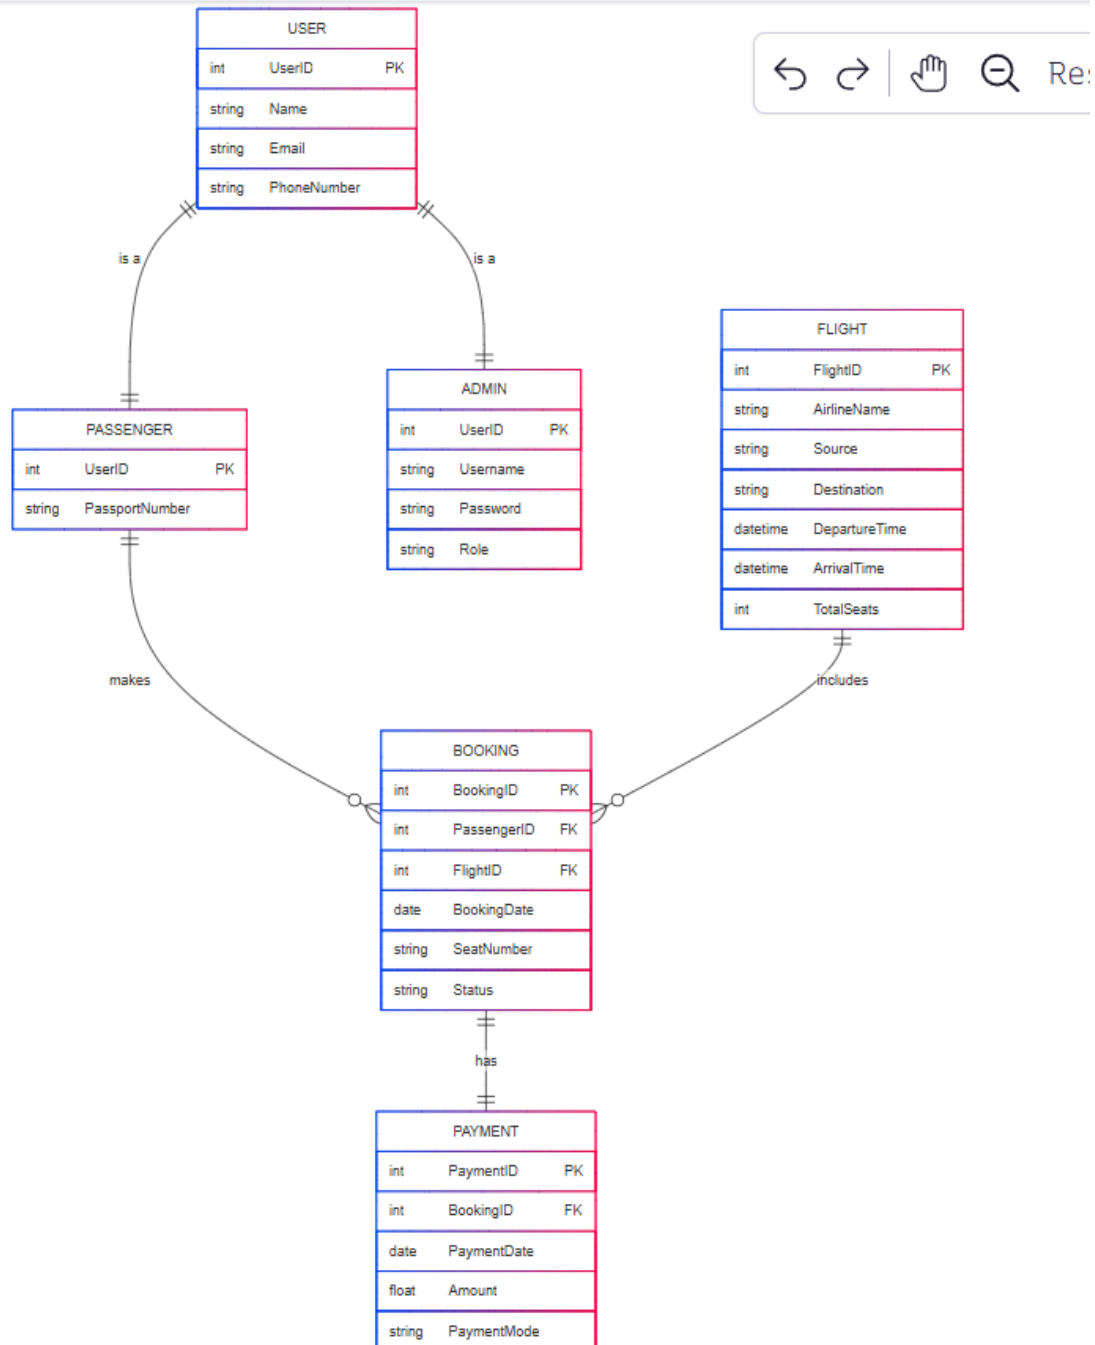 USER
int UserID PK
string Name
string Email
string PhoneNumber
Res
is a
is a
FLIGHT
int FlightID PK
string AirlineName
string Source
string Destination
datetime DepartureTime
datetime ArrivalTime
int TotalSeats
ADMIN
int UserID PK
string Username
string Password
string Role
PASSENGER
int UserID PK
string PassportNumber
makes
includes
BOOKING
int BookingID PK
int PassengerID FK
int FlightID FK
date BookingDate
string SeatNumber
string Status
has
PAYMENT
int PaymentID PK
int BookingID FK
date PaymentDate
float Amount
string PaymentMode